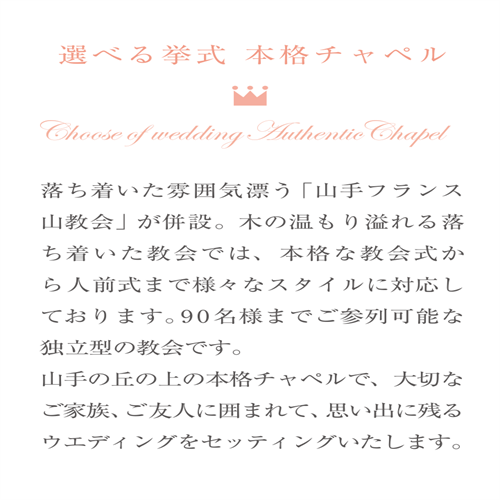 選べる挙式 本格チャペル
Choose of wedding Authentic Chapel
落ち着いた雰囲気漂う「山手フランス
山教会」が併設。木の温もり溢れる落
ち着いた教会では、本格な教会式か
ら人前式まで様々なスタイルに対応し
ております。90名様までご参列可能な
独立型の教会です。
山手の丘の上の本格チャペルで、大切な
ご家族、ご友人に囲まれて、思い出に残る
ウエディングをセッティングいたします。